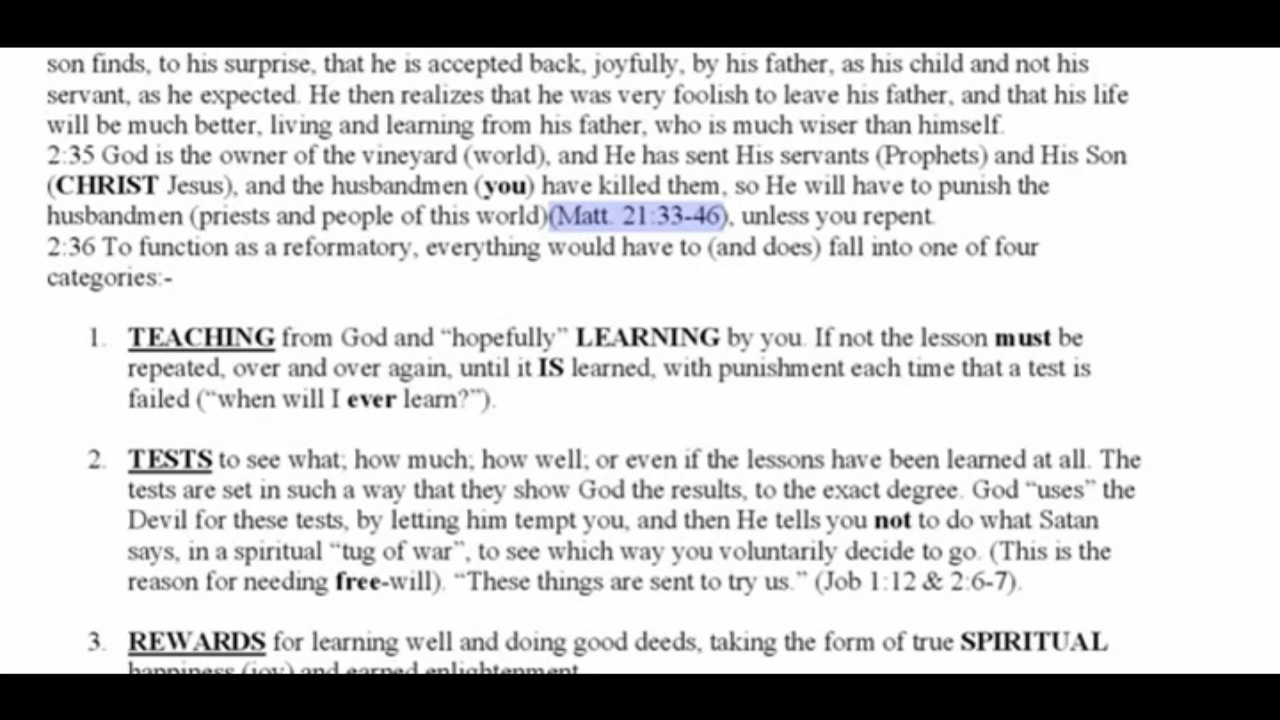 son finds, to his surprise, that he is accepted back, joyfully, by his father, as his child and not his
servant, as he expected. He then realizes that he was very foolish to leave his father, and that his life
will be much better, living and learning from his father, who is much wiser than himself.
2:35 God is the owner of the vineyard (world), and He has sent His servants (Prophets) and His Son
(CHRIST Jesus), and the husbandmen (you) have killed them, so He will have to punish the
husbandmen (priests and people of this world)(Matt. 21:33-46), unless you repent.
2:36 To function as a reformatory, everything would have to (and does) fall into one of four
categories:-
1. TEACHING from God and “hopefully” LEARNING by you. If not the lesson must be
repeated, over and over again, until it IS learned, with punishment each time that a test is
failed (“when will I ever learn?”).
2. TESTS to see what; how much; how well; or even if the lessons have been learned at all. The
tests are set in such a way that they show God the results, to the exact degree. God “uses” the
Devil for these tests, by letting him tempt you, and then He tells you not to do what Satan
says, in a spiritual “tug of war”, to see which way you voluntarily decide to go. (This is the
reason for needing free-will). “These things are sent to try us.” (Job 1:12 & 2:6-7).
3. REWARDS for learning well and doing good deeds, taking the form of true SPIRITUAL
happiness (joy) and earned enlightenment